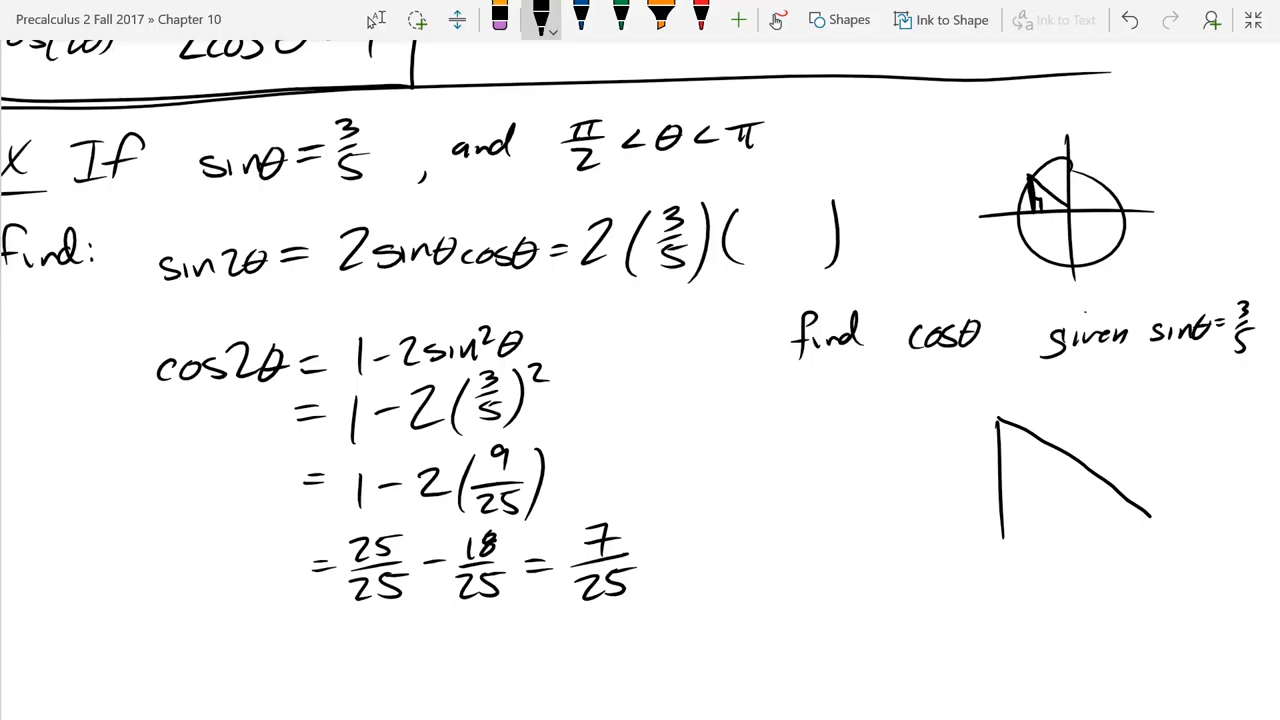 Precalculus 2 Fall 2017 » Chapter 10
Shapes
Ink to Shape
Ink to Text
2cosθ
x If sinθ = 3/5, and π/2 < θ < π
find: sin2θ = 2sinθcosθ = 2(3/5)( )
find cosθ given sinθ = 3/5
cos2θ = 1 - 2sin²θ
= 1 - 2(3/5)²
= 1 - 2(9/25)
= 25/25 - 18/25 = 7/25